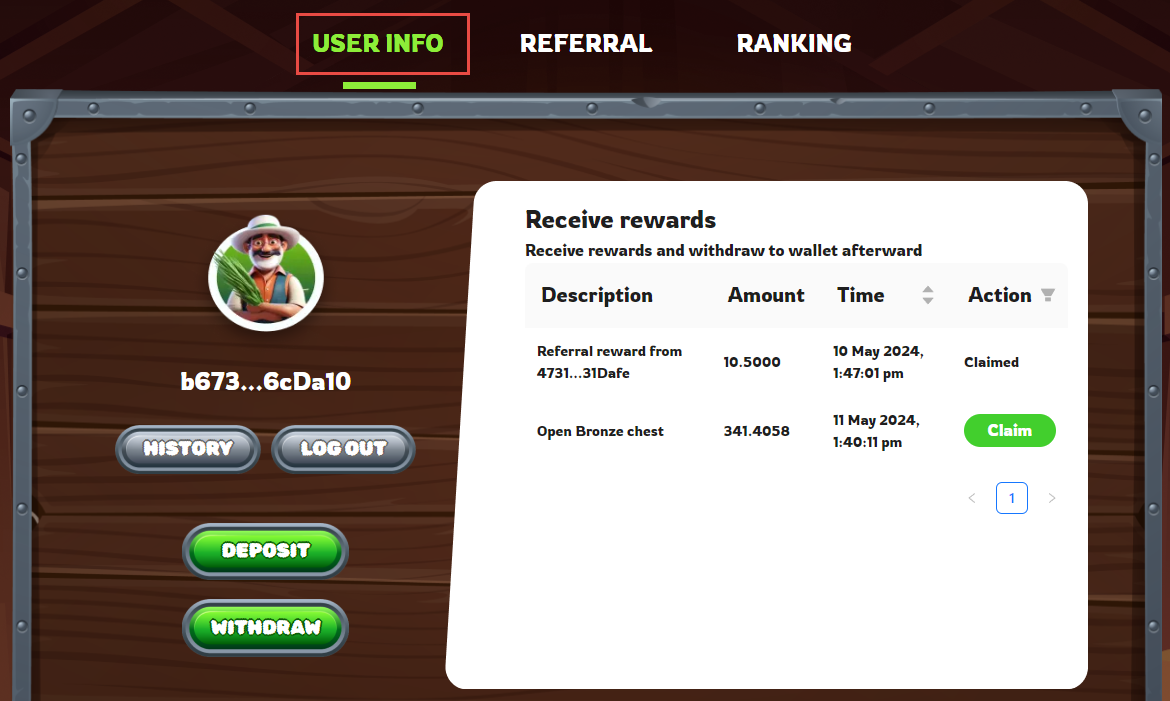 USER INFO REFERRAL RANKING
b673...6cDa10
HISTORY LOG OUT
DEPOSIT
WITHDRAW
Receive rewards
Receive rewards and withdraw to wallet afterward
Description Amount Time Action
Referral reward from 4731...31Dafe 10.5000 10 May 2024, 1:47:01 pm Claimed
Open Bronze chest 341.4058 11 May 2024, 1:40:11 pm Claim
1